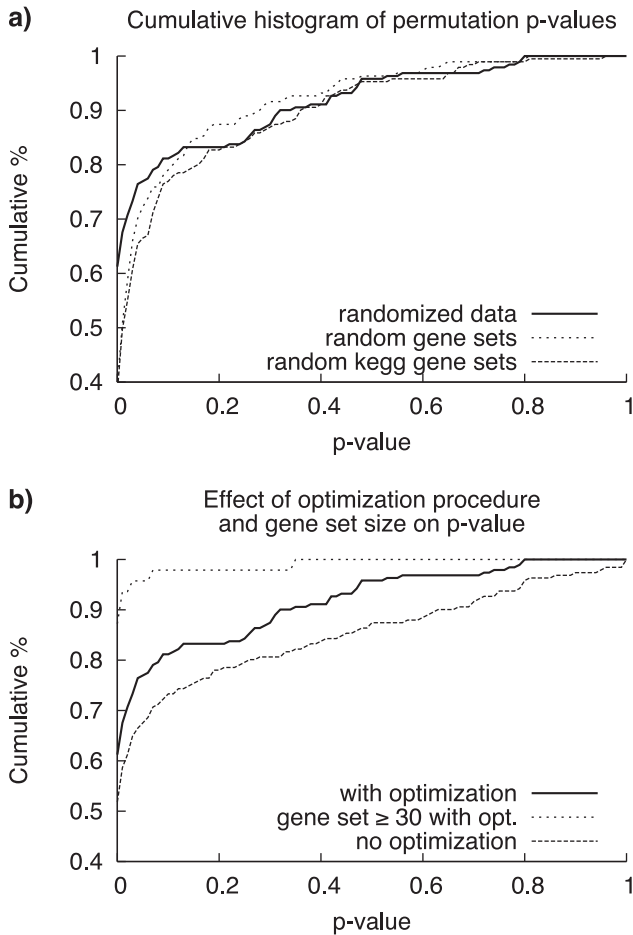 a)
Cumulative histogram of permutation p-values
1
0.9
0.8
0.7
0.6
0.5
0.4
Cumulative %
randomized data
random gene sets
random kegg gene sets
0 0.2 0.4 0.6 0.8 1
p-value
b)
Effect of optimization procedure
and gene set size on p-value
1
0.9
0.8
0.7
0.6
0.5
0.4
Cumulative %
with optimization
gene set ≥ 30 with opt.
no optimization
0 0.2 0.4 0.6 0.8 1
p-value